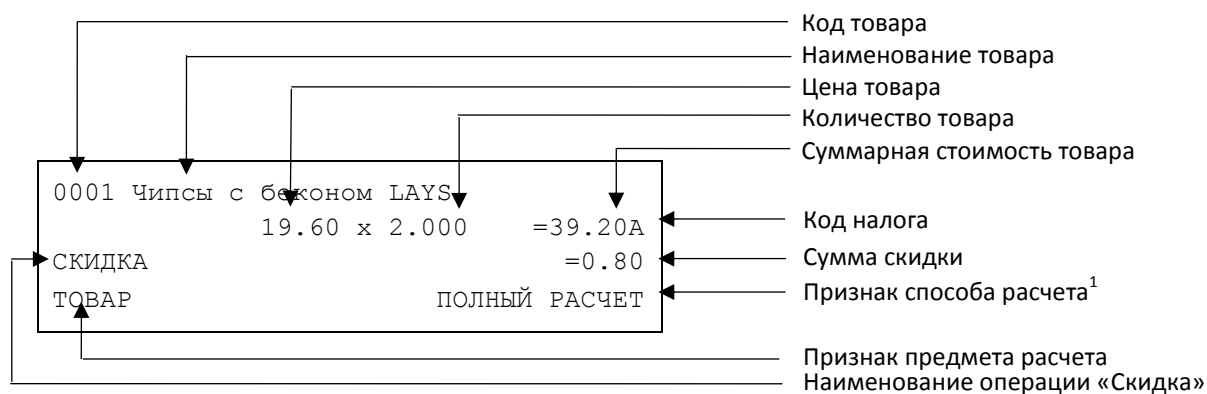 Код товара
Наименование товара
Цена товара
Количество товара
Суммарная стоимость товара
0001 Чипсы с беконом LAYS
19.60 x 2.000 =39.20А
Код налога
СКИДКА =0.80
Сумма скидки
ТОВАР ПОЛНЫЙ РАСЧЕТ
Признак способа расчета1
Признак предмета расчета
Наименование операции «Скидка»